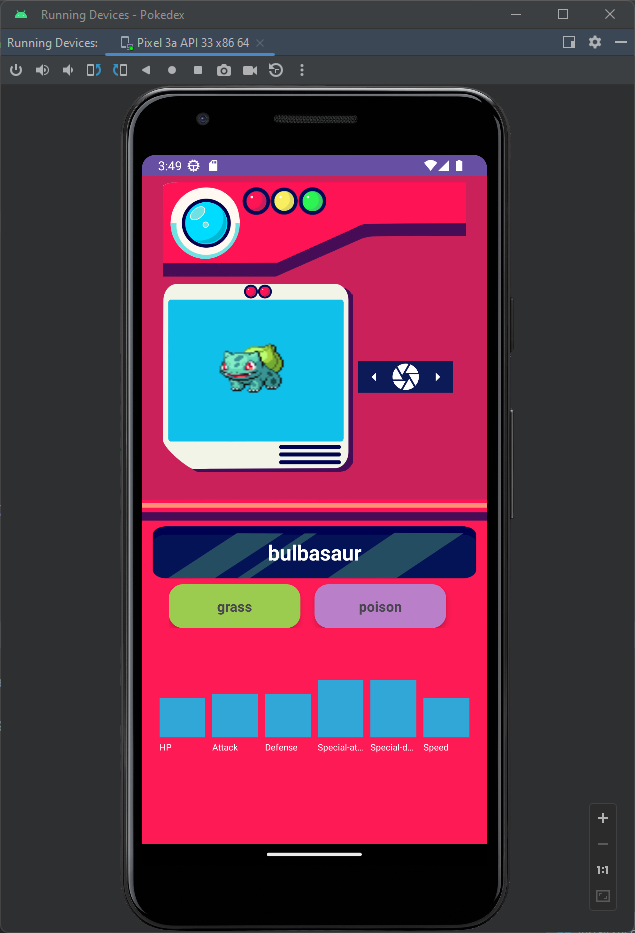 Running Devices - Pokedex
Running Devices:
Pixel 3a API 33 x86 64
3:49
bulbasaur
grass
poison
HP
Attack
Defense
Special-at...
Special-d...
Speed
1:1